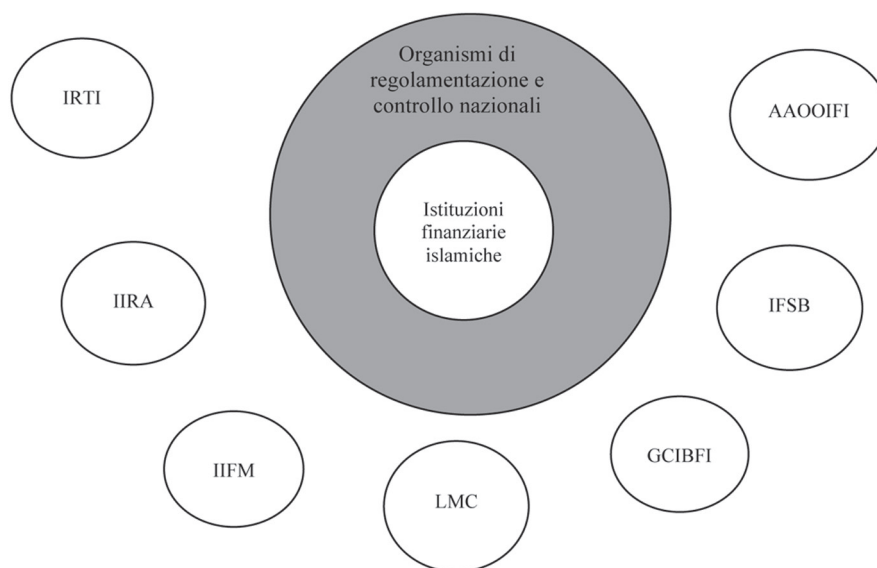 Organismi di
regolamentazione e
controllo nazionali
IRTI
AAOOIFI
Istituzioni
finanziarie
islamiche
IIRA
IFSB
GCIBFI
IIFM
LMC